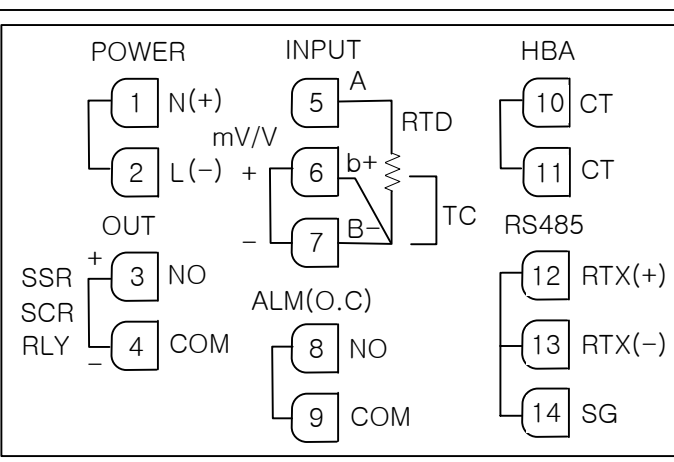 POWER
1 N(+)
2 L(-)
OUT
+
SSR
SCR
RLY
-
3 NO
4 COM
INPUT
mV/V
+
-
5 A
6 b+
7 B-
RTD
TC
ALM(O.C)
8 NO
9 COM
HBA
10 CT
11 CT
RS485
12 RTX(+)
13 RTX(-)
14 SG